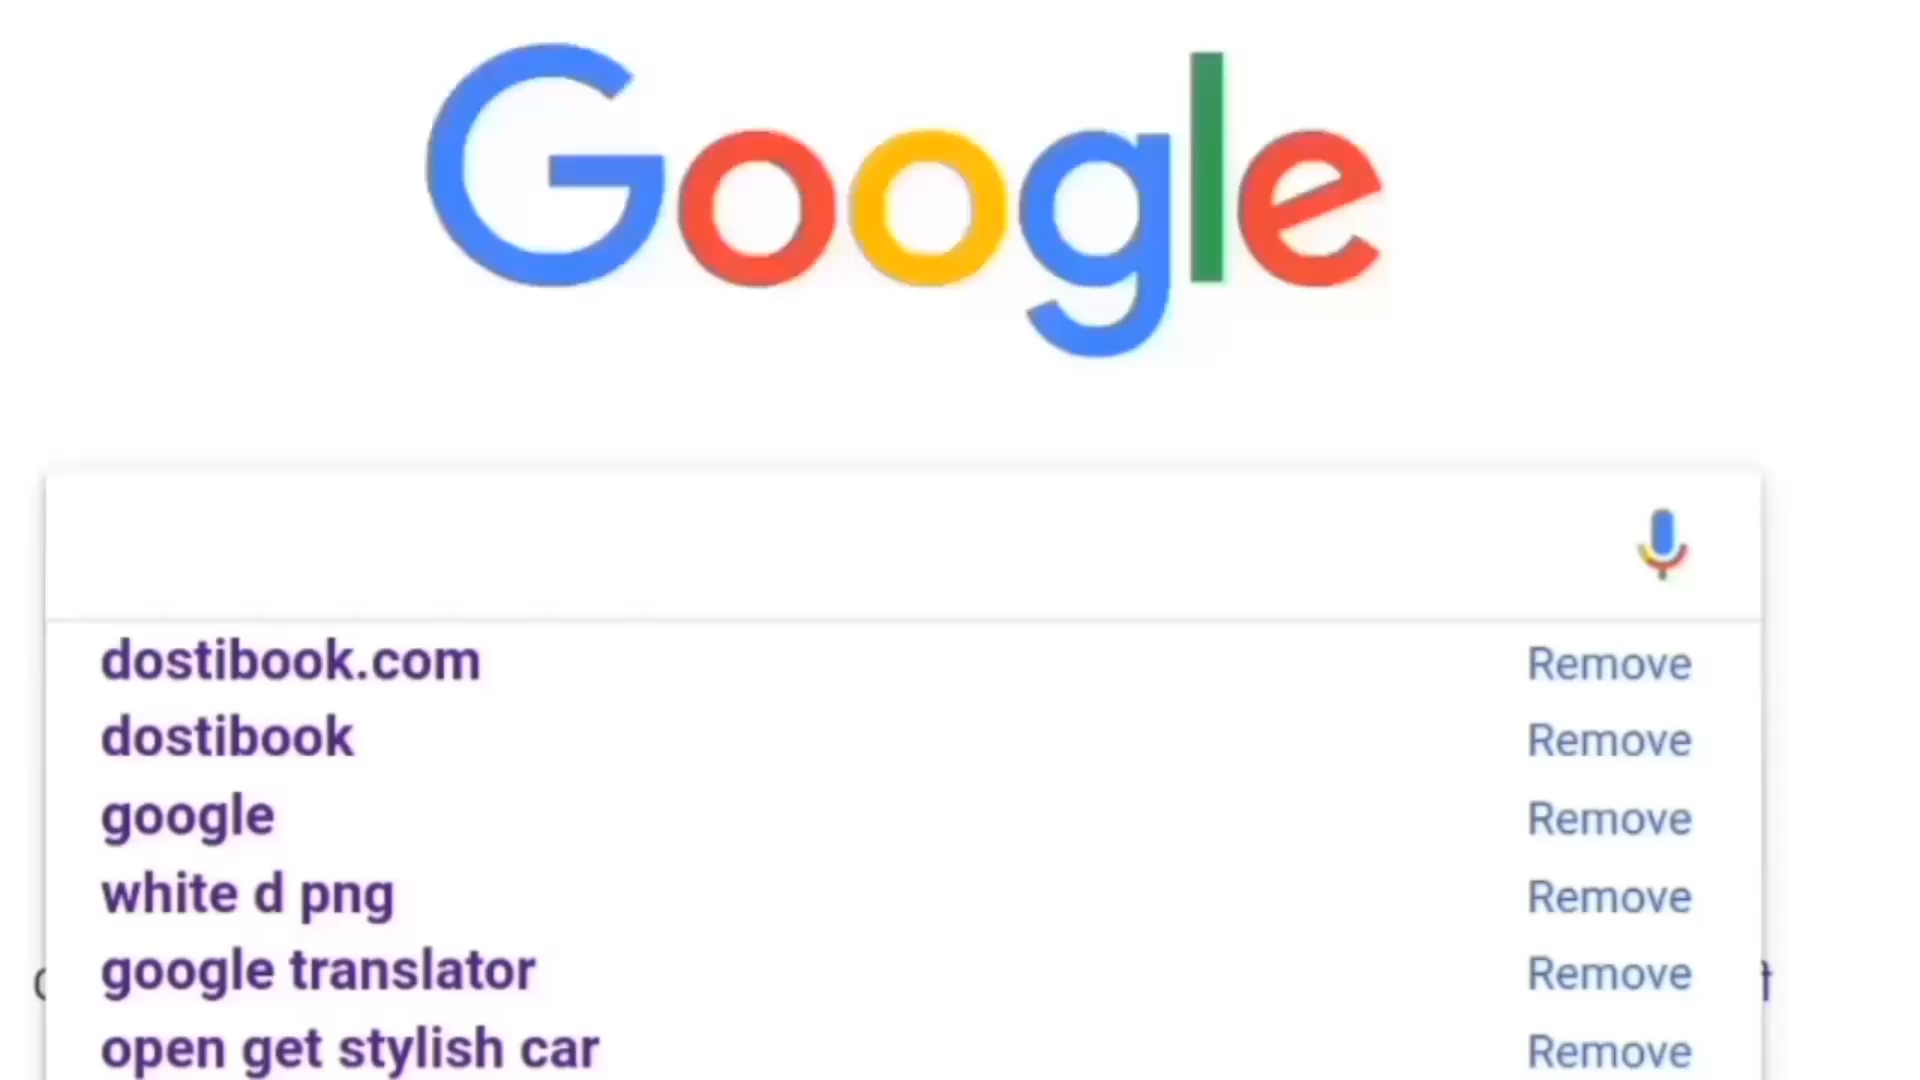 Google
dostibook.com Remove
dostibook Remove
google Remove
white d png Remove
google translator Remove
open get stylish car Remove